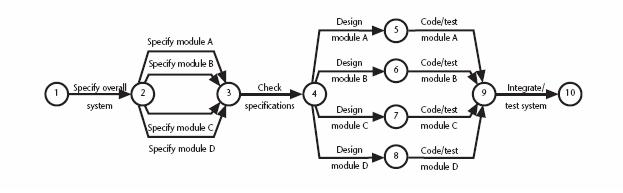 Design
module A
5
Code/test
module A
Specify module A
Specify module B
Design
module B
6
Code/test
module B
1
Specify overall
system
2
3
Check
specifications
4
9
Integrate/
test system
10
Specify module C
Specify module D
Design
module C
7
Code/test
module C
Design
module D
8
Code/test
module D